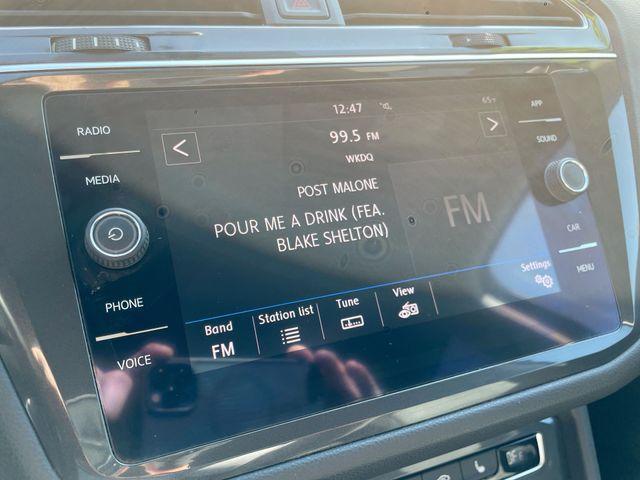 12:47
65°F
99.5 FM
WKDQ
POST MALONE
POUR ME A DRINK (FEA.
BLAKE SHELTON)
FM
RADIO
MEDIA
PHONE
VOICE
APP
SOUND
CAR
MENU
Band
FM
Station list
Tune
View
Settings